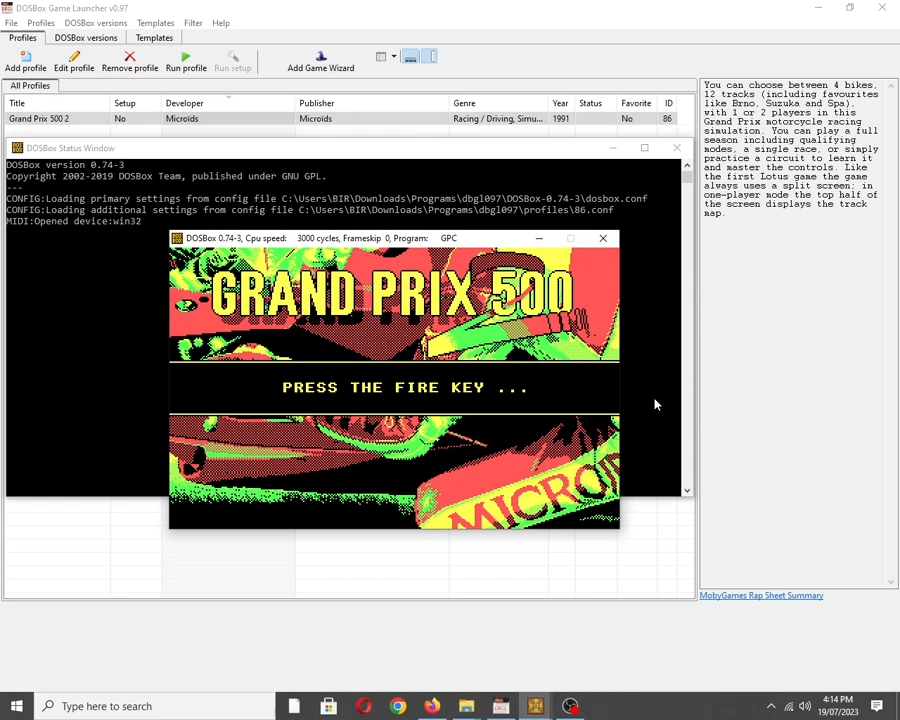 DOSBox Game Launcher v0.97
File Profiles DOSBox versions Templates Filter Help
Profiles DOSBox versions Templates
Add profile Edit profile Remove profile Run profile Run setup Add Game Wizard
All Profiles
Title Setup Developer Publisher Genre Year Status Favorite ID
Grand Prix 500 2 No Microïds Microïds Racing / Driving, Simu... 1991 No 86
You can choose between 4 bikes,
12 tracks (including favourites
like Brno, Suzuka and Spa),
with 1 or 2 players in this
Grand Prix motorcycle racing
simulation. You can play a full
season including qualifying
modes, a single race, or simply
practice a circuit to learn it
and master the controls. Like
the first Lotus game the game
always uses a split screen; in
one-player mode the top half of
the screen displays the track
map.
DOSBox Status Window
DOSBox version 0.74-3
Copyright 2002-2019 DOSBox Team, published under GNU GPL.
---
CONFIG:Loading primary settings from config file C:\Users\BIR\Downloads\Programs\dbgl097\DOSBox-0.74-3\dosbox.conf
CONFIG:Loading additional settings from config file C:\Users\BIR\Downloads\Programs\dbgl097\profiles\86.conf
MIDI:Opened device:win32
DOSBox 0.74-3, Cpu speed: 3000 cycles, Frameskip 0, Program: GPC
GRAND PRIX 500
PRESS THE FIRE KEY ...
MICROI
MobyGames Rap Sheet Summary
Type here to search
4:14 PM
19/07/2023